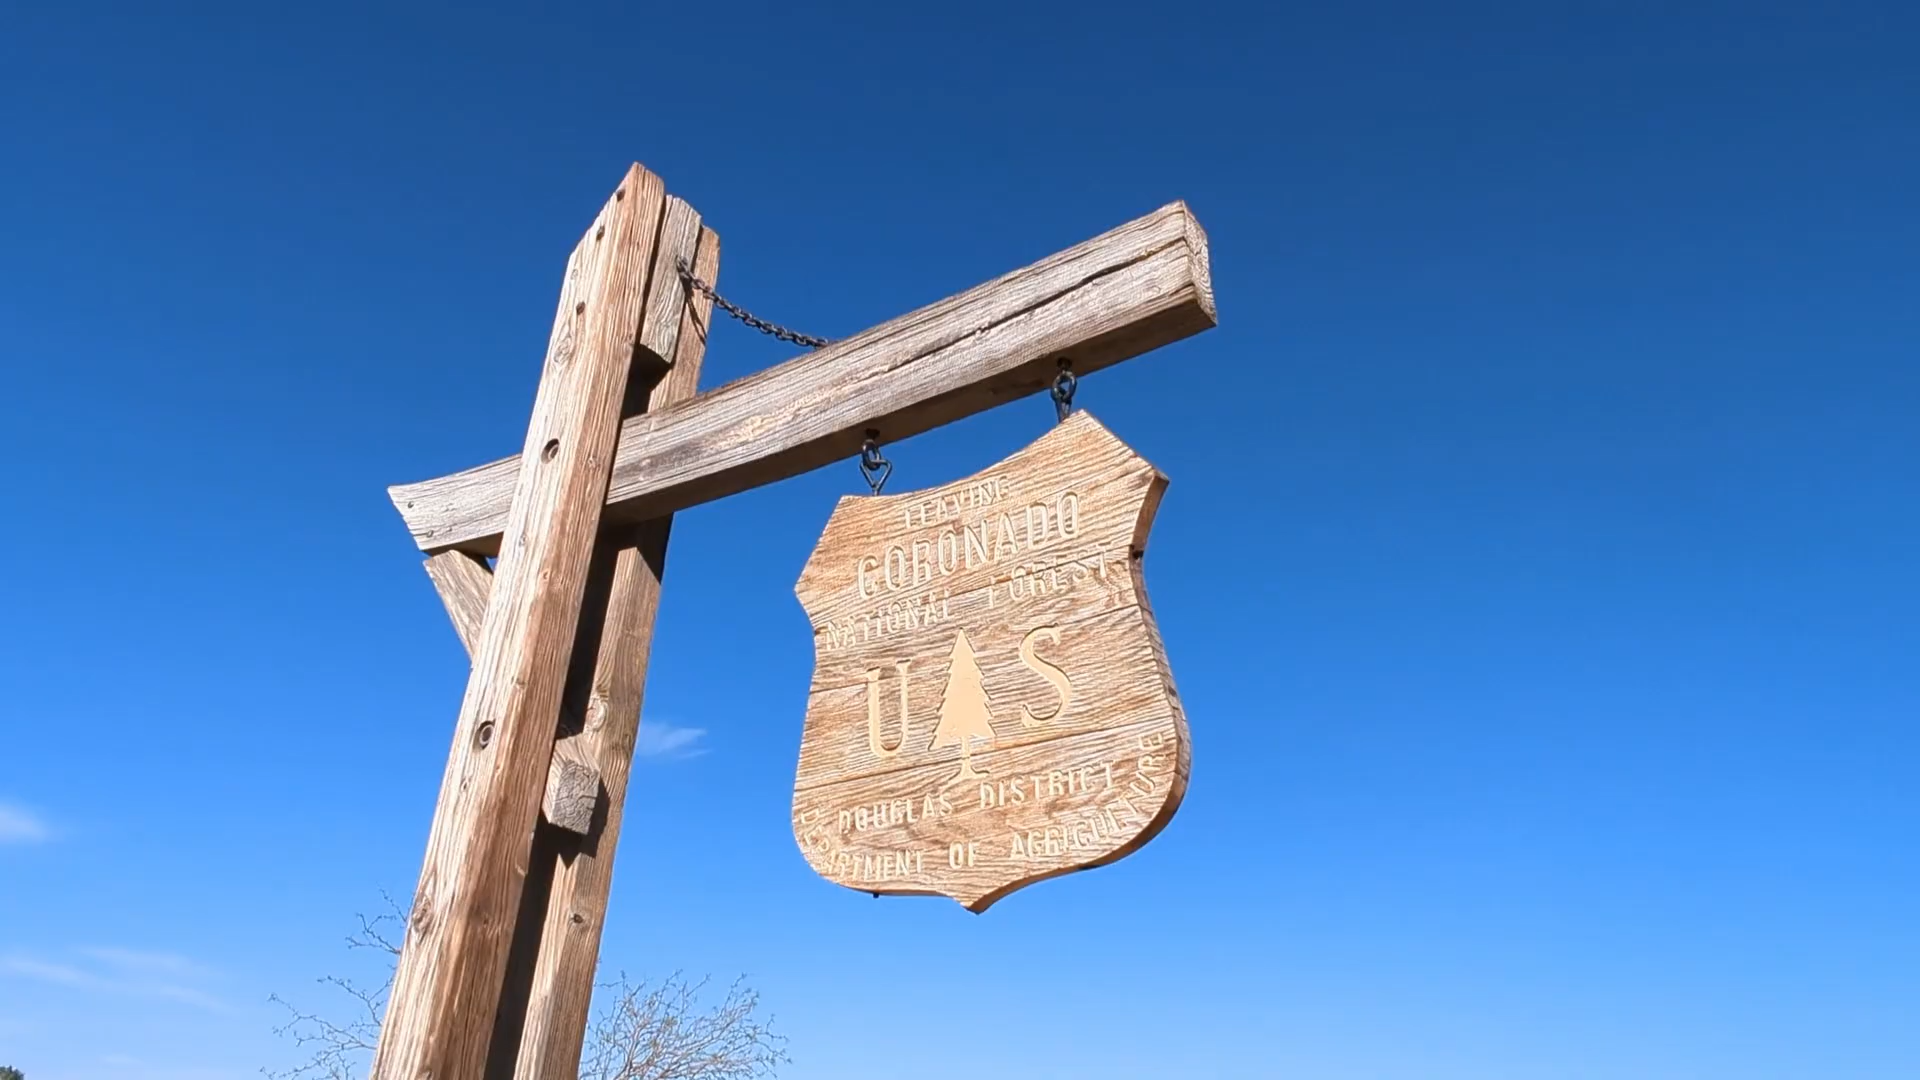 LEAVING
CORONADO
NATIONAL FOREST
U S
DOUGLAS DISTRICT
DEPARTMENT OF AGRICULTURE